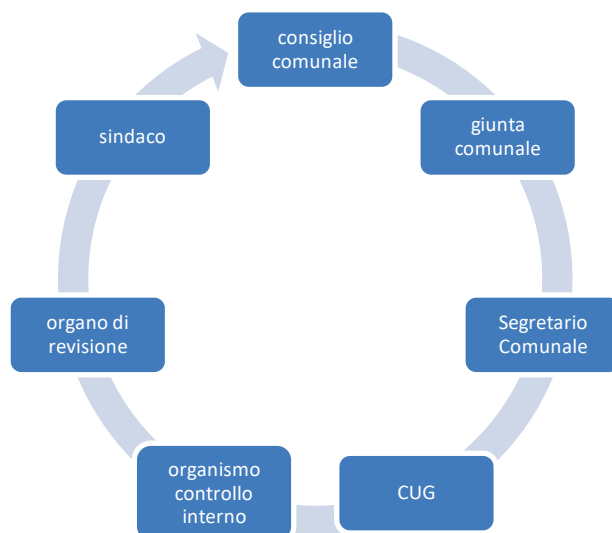 consiglio
comunale
giunta
comunale
Segretario
Comunale
CUG
organismo
controllo
interno
organo di
revisione
sindaco